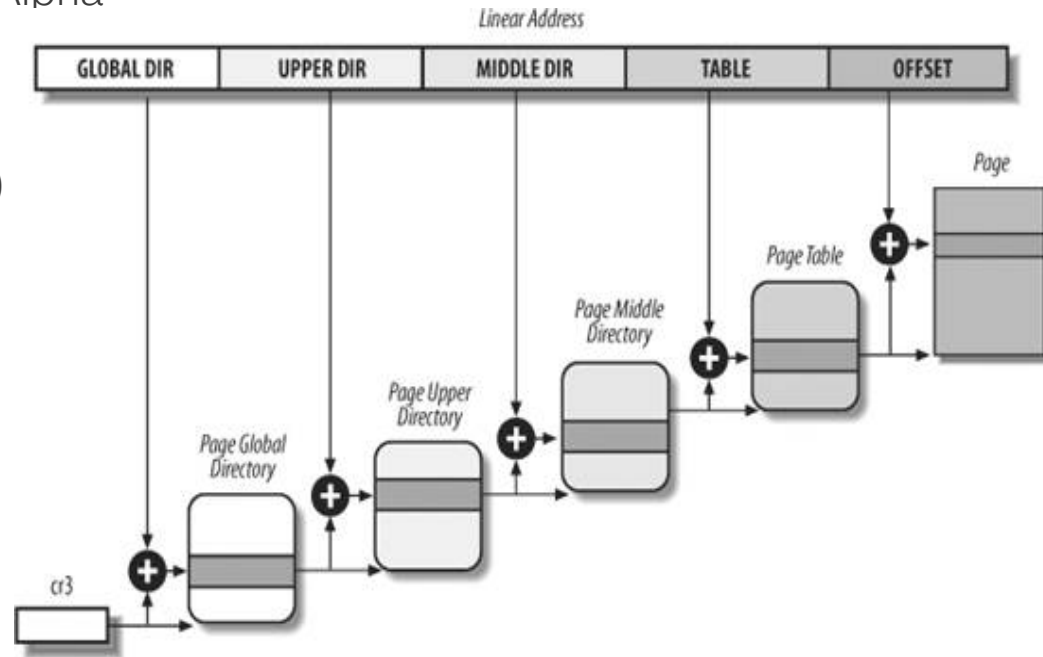 Alpha
Linear Address
GLOBAL DIR UPPER DIR MIDDLE DIR TABLE OFFSET
)
Page
Page Table
Page Middle
Directory
Page Upper
Directory
Page Global
Directory
cr3